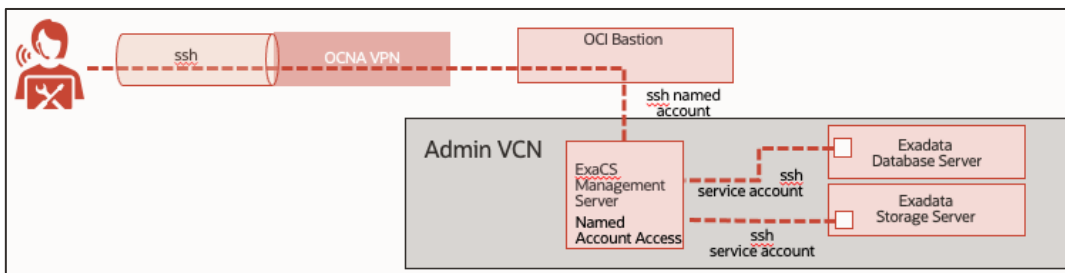 ssh
OCNA VPN
OCI Bastion
ssh named
account
Admin VCN
ExaCS
Management
Server
Named
Account Access
ssh
service account
ssh
service account
Exadata
Database Server
Exadata
Storage Server